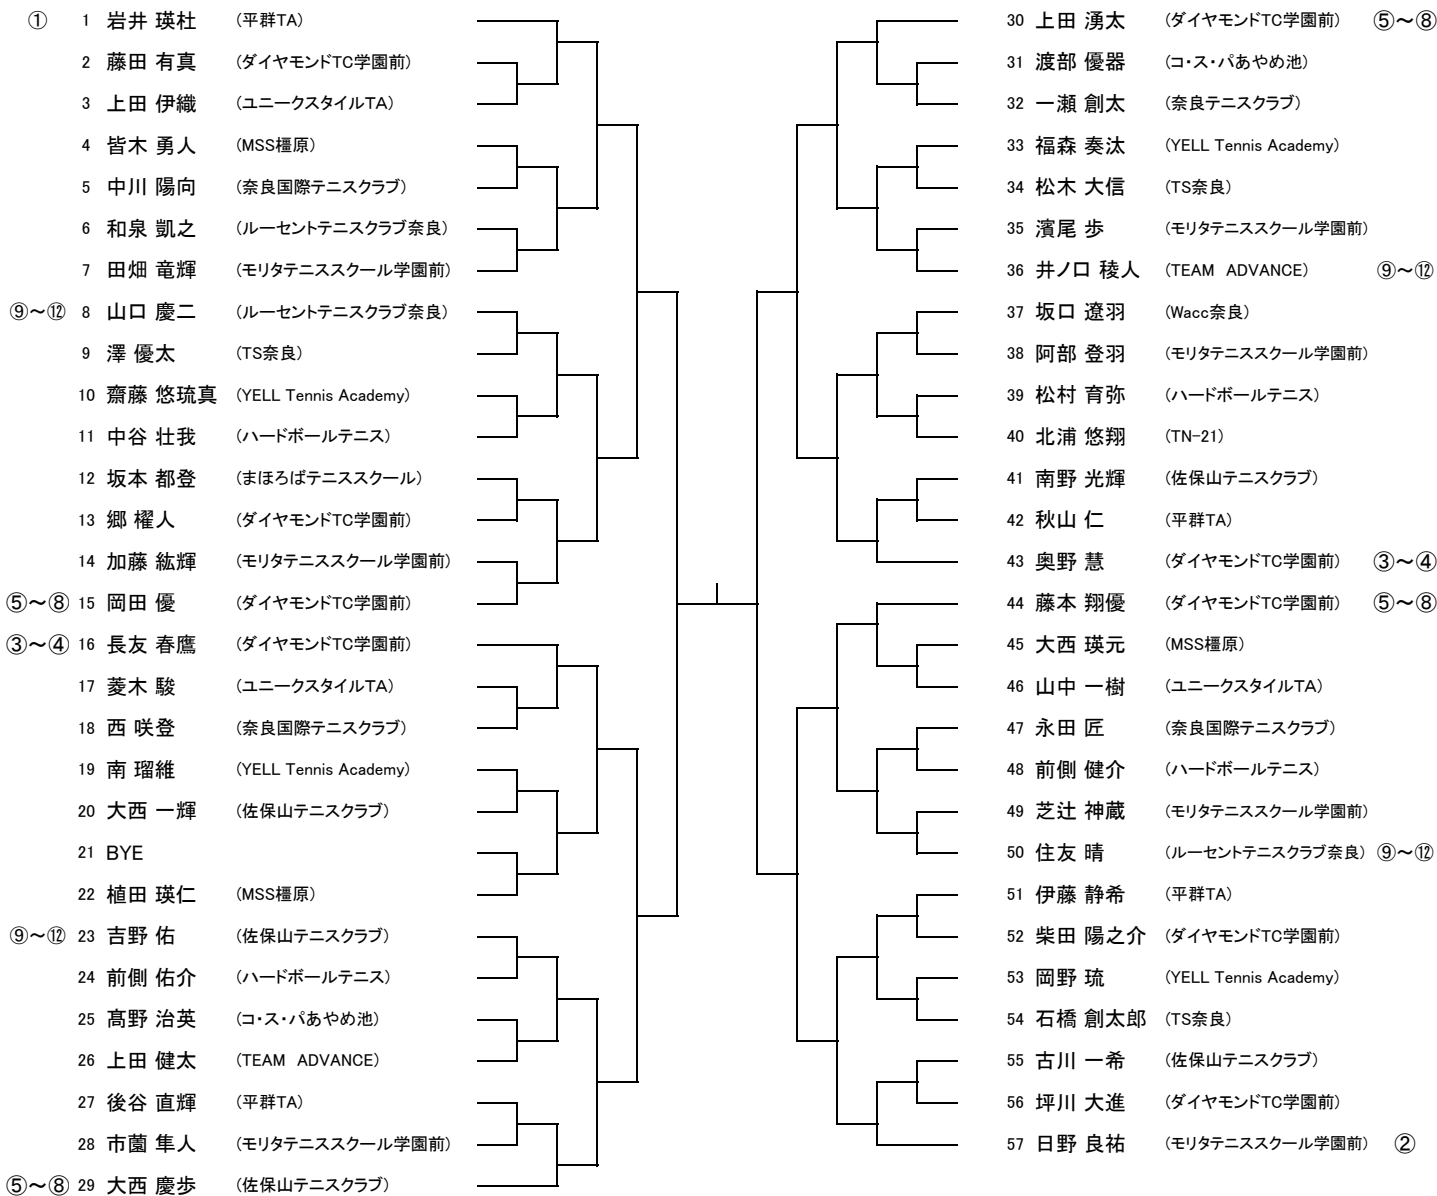 ① 1 岩井 瑛杜 (平群TA)
2 藤田 有真 (ダイヤモンドTC学園前)
3 上田 伊織 (ユニークスタイルTA)
4 皆木 勇人 (MSS橿原)
5 中川 陽向 (奈良国際テニスクラブ)
6 和泉 凱之 (ルーセントテニスクラブ奈良)
7 田畑 竜輝 (モリタテニススクール学園前)
⑨～⑫ 8 山口 慶二 (ルーセントテニスクラブ奈良)
9 澤 優太 (TS奈良)
10 齋藤 悠琉真 (YELL Tennis Academy)
11 中谷 壮我 (ハードボールテニス)
12 坂本 都登 (まほろばテニススクール)
13 郷 櫂人 (ダイヤモンドTC学園前)
14 加藤 紘輝 (モリタテニススクール学園前)
⑤～⑧ 15 岡田 優 (ダイヤモンドTC学園前)
③～④ 16 長友 春鷹 (ダイヤモンドTC学園前)
17 菱木 駿 (ユニークスタイルTA)
18 西 咲登 (奈良国際テニスクラブ)
19 南 瑠維 (YELL Tennis Academy)
20 大西 一輝 (佐保山テニスクラブ)
21 BYE
22 植田 瑛仁 (MSS橿原)
⑨～⑫ 23 吉野 佑 (佐保山テニスクラブ)
24 前側 佑介 (ハードボールテニス)
25 髙野 治英 (コ・ス・パあやめ池)
26 上田 健太 (TEAM ADVANCE)
27 後谷 直輝 (平群TA)
28 市薗 隼人 (モリタテニススクール学園前)
⑤～⑧ 29 大西 慶歩 (佐保山テニスクラブ)
30 上田 湧太 (ダイヤモンドTC学園前) ⑤～⑧
31 渡部 優器 (コ・ス・パあやめ池)
32 一瀬 創太 (奈良テニスクラブ)
33 福森 奏汰 (YELL Tennis Academy)
34 松木 大信 (TS奈良)
35 濱尾 歩 (モリタテニススクール学園前)
36 井ノ口 稜人 (TEAM ADVANCE) ⑨～⑫
37 坂口 遼羽 (Wacc奈良)
38 阿部 登羽 (モリタテニススクール学園前)
39 松村 育弥 (ハードボールテニス)
40 北浦 悠翔 (TN-21)
41 南野 光輝 (佐保山テニスクラブ)
42 秋山 仁 (平群TA)
43 奥野 慧 (ダイヤモンドTC学園前) ③～④
44 藤本 翔優 (ダイヤモンドTC学園前) ⑤～⑧
45 大西 瑛元 (MSS橿原)
46 山中 一樹 (ユニークスタイルTA)
47 永田 匠 (奈良国際テニスクラブ)
48 前側 健介 (ハードボールテニス)
49 芝辻 神蔵 (モリタテニススクール学園前)
50 住友 晴 (ルーセントテニスクラブ奈良) ⑨～⑫
51 伊藤 静希 (平群TA)
52 柴田 陽之介 (ダイヤモンドTC学園前)
53 岡野 琉 (YELL Tennis Academy)
54 石橋 創太郎 (TS奈良)
55 古川 一希 (佐保山テニスクラブ)
56 坪川 大進 (ダイヤモンドTC学園前)
57 日野 良祐 (モリタテニススクール学園前) ②